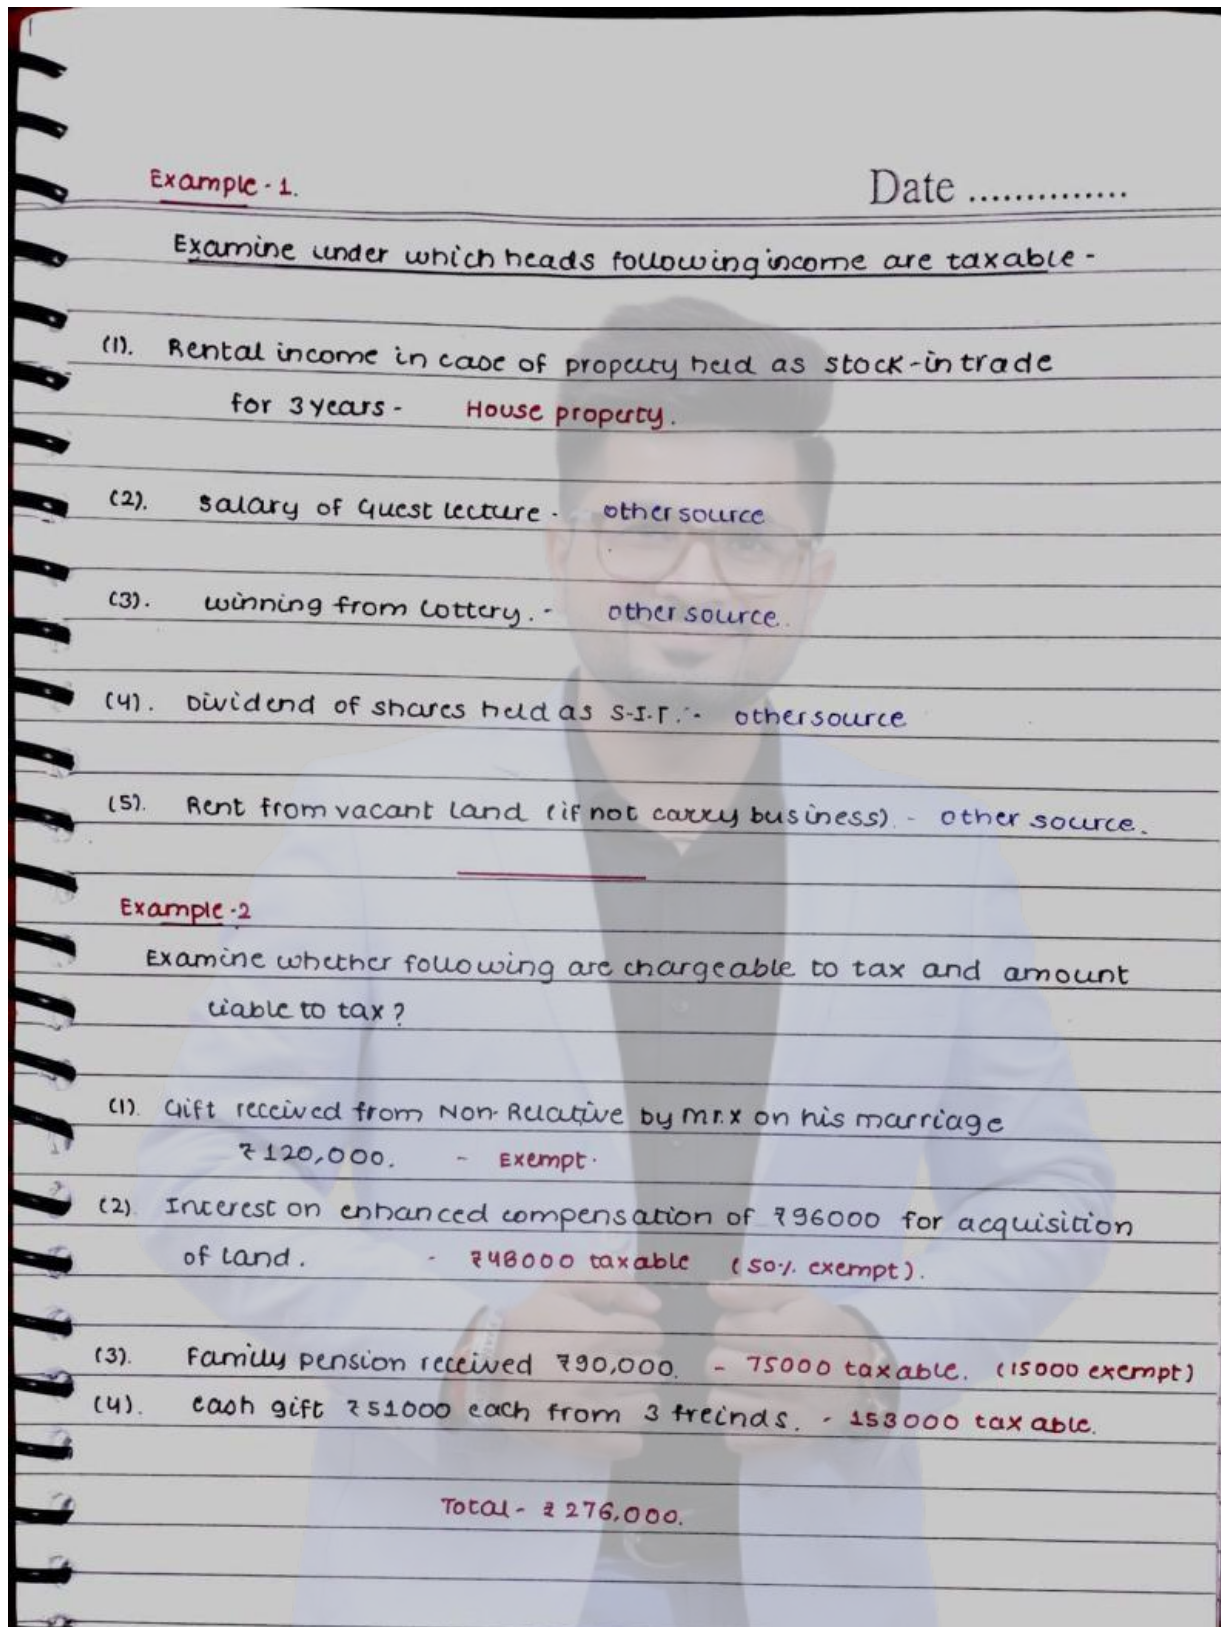 Example - 1.
Date ..............
Examine under which heads following income are taxable -
(1). Rental income in case of property held as stock-in trade
for 3 years - House property.
(2). Salary of Guest lecture - other source
(3). winning from lottery. - other source.
(4). Dividend of shares held as S-I-T. - other source
(5). Rent from vacant land (if not carry business) - other source.
Example - 2
Examine whether following are chargeable to tax and amount
liable to tax ?
(1). Gift received from Non-Relative by mr.x on his marriage
₹120,000. - Exempt.
(2). Interest on enhanced compensation of ₹96000 for acquisition
of land. - ₹48000 taxable (50% exempt).
(3). Family pension received ₹90,000. - 75000 taxable. (15000 exempt)
(4). cash gift ₹51000 each from 3 freinds. - 153000 taxable.
Total - ₹276,000.